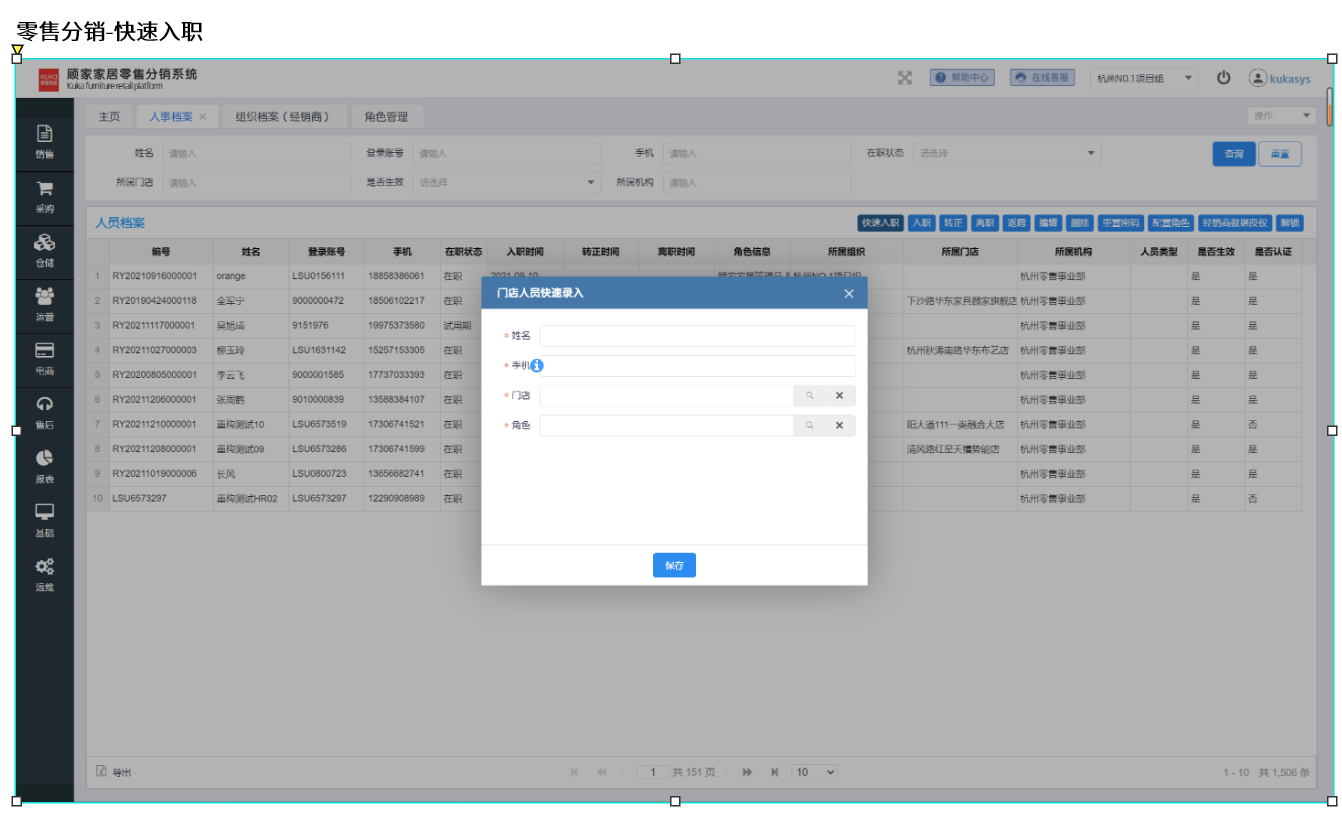 零售分销-快速入职
KUKA 顾家家居零售分销系统
Kuka furniture retail platform
帮助中心 在线客服 杭州NO.1项目组 kukasys
主页 人事档案 × 组织档案（经销商） 角色管理 操作
姓名 请输入 登录账号 请输入 手机 请输入 在职状态 请选择 查询 重置
所属门店 请输入 是否生效 请选择 所属机构 请输入
销售
采购
仓储
运营
电商
售后
报表
基础
运维
人员档案 快速入职 入职 转正 离职 返聘 编辑 删除 重置密码 配置角色 经销商数据授权 解锁
编号 姓名 登录账号 手机 在职状态 入职时间 转正时间 离职时间 角色信息 所属组织 所属门店 所属机构 人员类型 是否生效 是否认证
1 RY20210916000001 orange LSU0156111 18858386061 在职 2021-09-10 杭州NO.1项目组 杭州零售事业部 是 是
2 RY20190424000118 全军宁 9000000472 18506102217 在职 下沙路华东家具顾家旗舰店 杭州零售事业部 是 是
3 RY20211117000001 吴旭成 9151976 19975373580 试用期 杭州零售事业部 是 是
4 RY20211027000003 柳玉玲 LSU1631142 15257153305 在职 杭州秋涛南路华东布艺店 杭州零售事业部 是 是
5 RY20200805000001 李云飞 9000001585 17737033393 在职 杭州零售事业部 是 是
6 RY20211206000001 张周鹤 9010000839 13588384107 在职 杭州零售事业部 是 是
7 RY20211210000001 重构测试10 LSU6573519 17306741521 在职 阳大道111一类融合大店 杭州零售事业部 是 否
8 RY20211208000001 重构测试09 LSU6573286 17306741599 在职 清风路红星天禧势能店 杭州零售事业部 是 是
9 RY20211019000006 长风 LSU0800723 13656682741 在职 杭州零售事业部 是 是
10 LSU6573297 重构测试HR02 LSU6573297 12290908989 在职 杭州零售事业部 是 否
门店人员快速录入 ×
* 姓名
* 手机
* 门店
* 角色
保存
导出 1 共 151 页 10 1 - 10 共 1,506 条